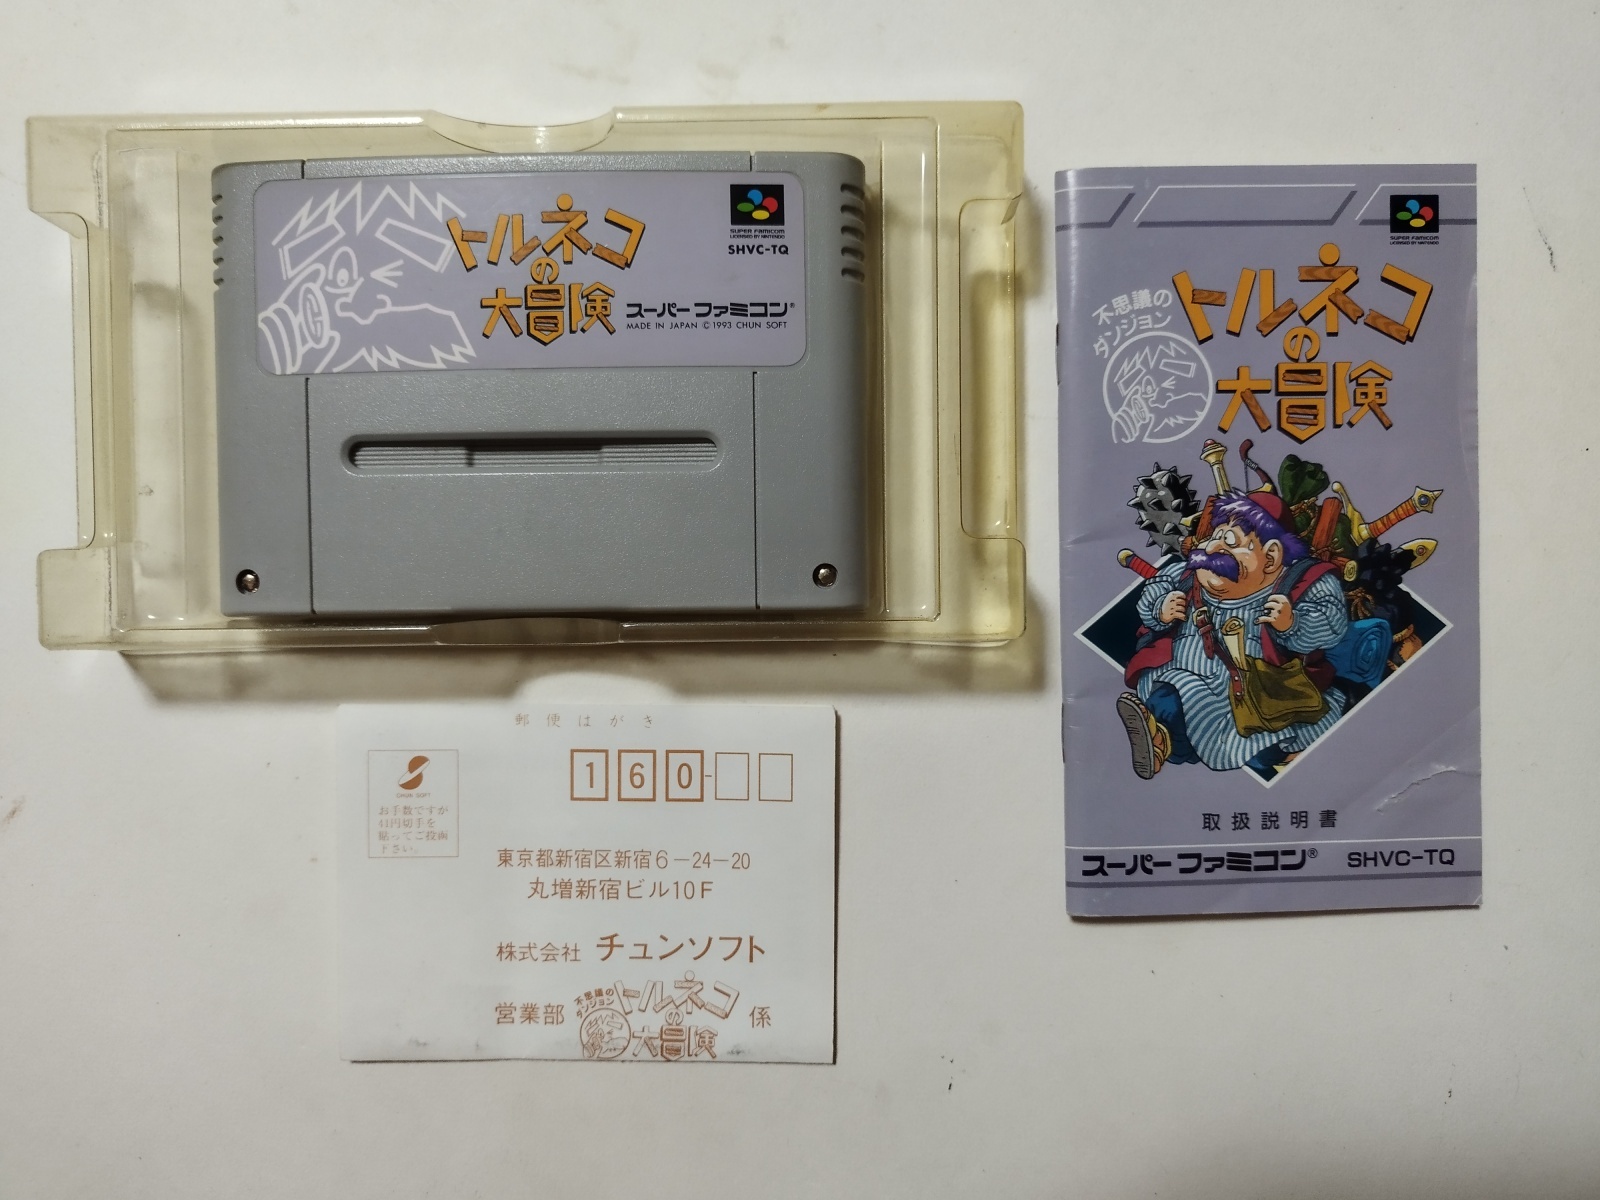 トルネコ
の
大冒険
SUPER FAMICOM
LICENSED BY NINTENDO
SHVC-TQ
スーパーファミコン®
MADE IN JAPAN ©1993 CHUN SOFT
SUPER FAMICOM
LICENSED BY NINTENDO
不思議の
ダンジョン
トルネコ
の
大冒険
取扱説明書
スーパーファミコン® SHVC-TQ
郵便はがき
160-
CHUN SOFT
お手数ですが
41円切手を
貼ってご投函
下さい。
東京都新宿区新宿6-24-20
丸増新宿ビル10F
株式会社 チュンソフト
営業部 不思議のダンジョン トルネコの大冒険 係